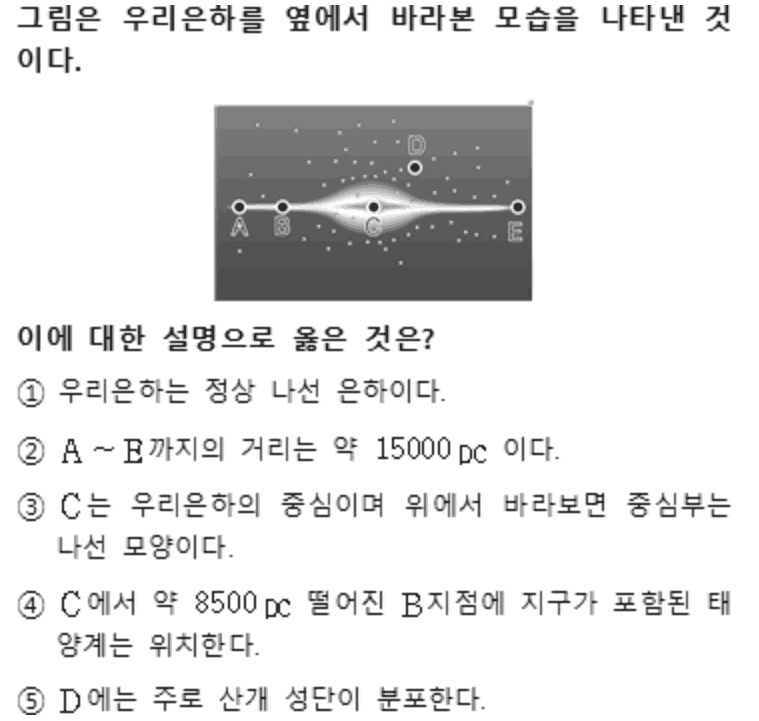 그림은 우리은하를 옆에서 바라본 모습을 나타낸 것
이다.
D
A B C E
이에 대한 설명으로 옳은 것은?
① 우리은하는 정상 나선 은하이다.
② A ~ E까지의 거리는 약 15000pc 이다.
③ C는 우리은하의 중심이며 위에서 바라보면 중심부는
나선 모양이다.
④ C에서 약 8500pc 떨어진 B지점에 지구가 포함된 태
양계는 위치한다.
⑤ D에는 주로 산개 성단이 분포한다.